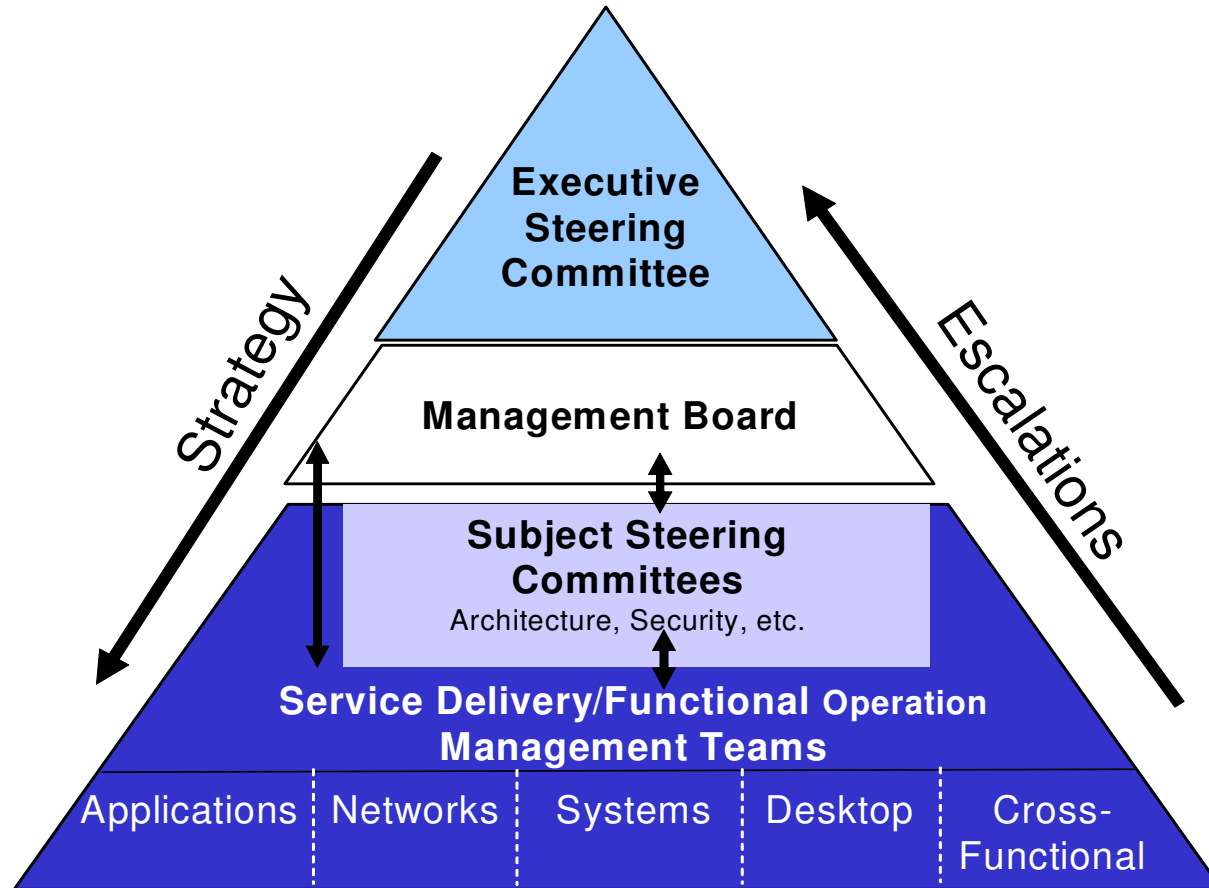 Executive
Steering
Committee
Strategy
Escalations
Management Board
Subject Steering
Committees
Architecture, Security, etc.
Service Delivery/Functional Operation
Management Teams
Applications
Networks
Systems
Desktop
Cross-
Functional